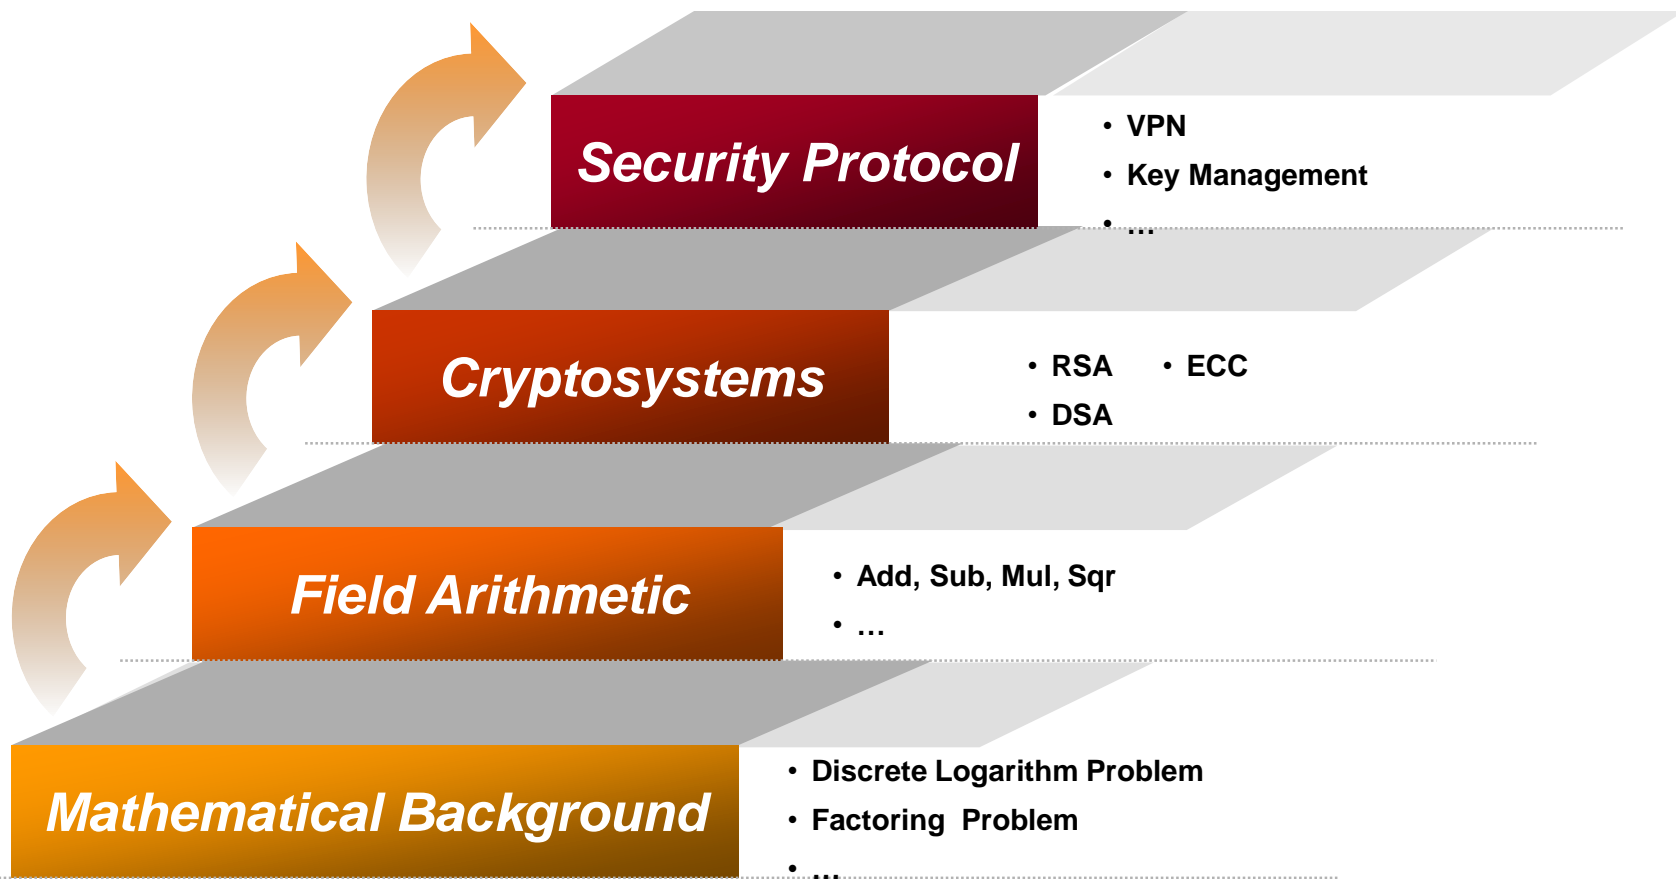 Security Protocol
• VPN
• Key Management
• ...
Cryptosystems
• RSA • ECC
• DSA
Field Arithmetic
• Add, Sub, Mul, Sqr
• ...
Mathematical Background
• Discrete Logarithm Problem
• Factoring Problem
• ...